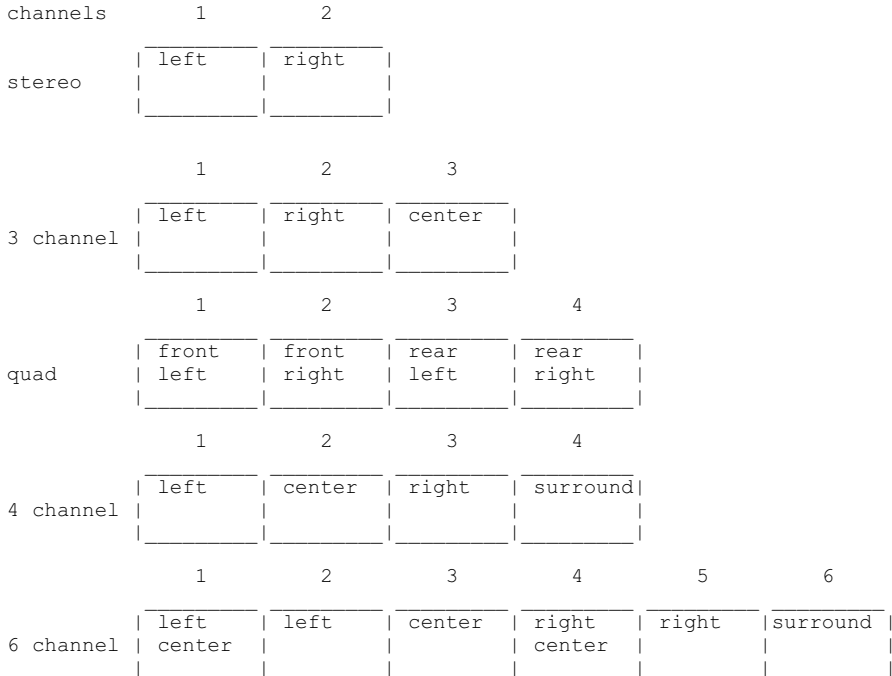 channels 1 2
left right
stereo
1 2 3
left right center
3 channel
1 2 3 4
front front rear rear
quad left right left right
1 2 3 4
left center right surround
4 channel
1 2 3 4 5 6
left left center right right surround
6 channel center center